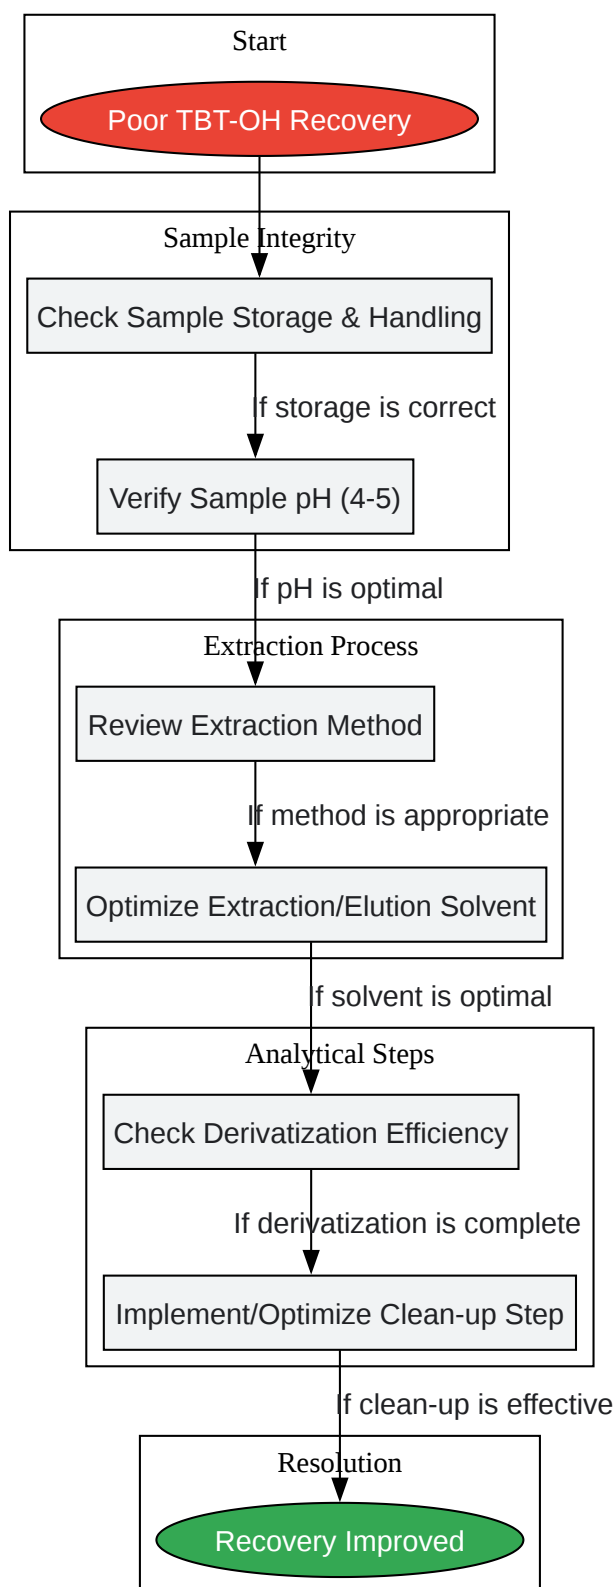 Start
Poor TBT-OH Recovery
Sample Integrity
Check Sample Storage & Handling
If storage is correct
Verify Sample pH (4-5)
If pH is optimal
Extraction Process
Review Extraction Method
If method is appropriate
Optimize Extraction/Elution Solvent
If solvent is optimal
Analytical Steps
Check Derivatization Efficiency
If derivatization is complete
Implement/Optimize Clean-up Step
If clean-up is effective
Resolution
Recovery Improved